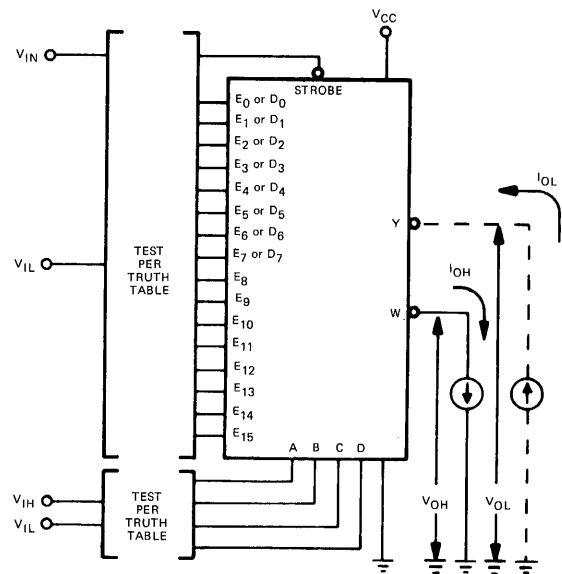 VCC
VIN
STROBE
E0 or D0
E1 or D1
E2 or D2
E3 or D3
E4 or D4
E5 or D5
E6 or D6
E7 or D7
E8
E9
E10
E11
E12
E13
E14
E15
VIL
TEST
PER
TRUTH
TABLE
IOL
Y
IOH
W
A B C D
VIH
VIL
TEST
PER
TRUTH
TABLE
VOH
VOL